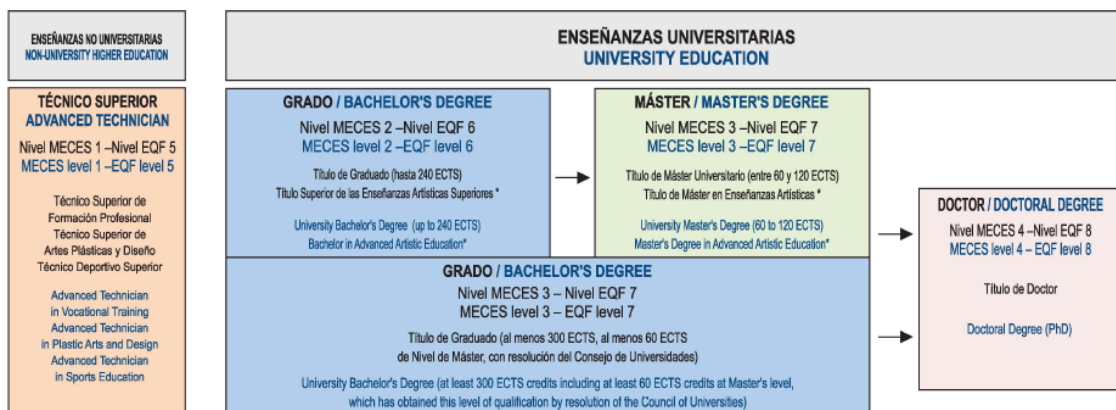 ENSEÑANZAS NO UNIVERSITARIAS
NON-UNIVERSITY HIGHER EDUCATION
ENSEÑANZAS UNIVERSITARIAS
UNIVERSITY EDUCATION
TÉCNICO SUPERIOR
ADVANCED TECHNICIAN
Nivel MECES 1 –Nivel EQF 5
MECES level 1 –EQF level 5
Técnico Superior de
Formación Profesional
Técnico Superior de
Artes Plásticas y Diseño
Técnico Deportivo Superior
Advanced Technician
in Vocational Training
Advanced Technician
in Plastic Arts and Design
Advanced Technician
in Sports Education
GRADO / BACHELOR'S DEGREE
Nivel MECES 2 –Nivel EQF 6
MECES level 2 –EQF level 6
Título de Graduado (hasta 240 ECTS)
Título Superior de las Enseñanzas Artísticas Superiores *
University Bachelor's Degree (up to 240 ECTS)
Bachelor in Advanced Artistic Education*
MÁSTER / MASTER'S DEGREE
Nivel MECES 3 –Nivel EQF 7
MECES level 3 –EQF level 7
Título de Máster Universitario (entre 60 y 120 ECTS)
Título de Máster en Enseñanzas Artísticas *
University Master's Degree (60 to 120 ECTS)
Master's Degree in Advanced Artistic Education*
GRADO / BACHELOR'S DEGREE
Nivel MECES 3 – Nivel EQF 7
MECES level 3 – EQF level 7
Título de Graduado (al menos 300 ECTS, al menos 60 ECTS
de Nivel de Máster, con resolución del Consejo de Universidades)
University Bachelor's Degree (at least 300 ECTS credits including at least 60 ECTS credits at Master's level,
which has obtained this level of qualification by resolution of the Council of Universities)
DOCTOR / DOCTORAL DEGREE
Nivel MECES 4 –Nivel EQF 8
MECES level 4 – EQF level 8
Título de Doctor
Doctoral Degree (PhD)